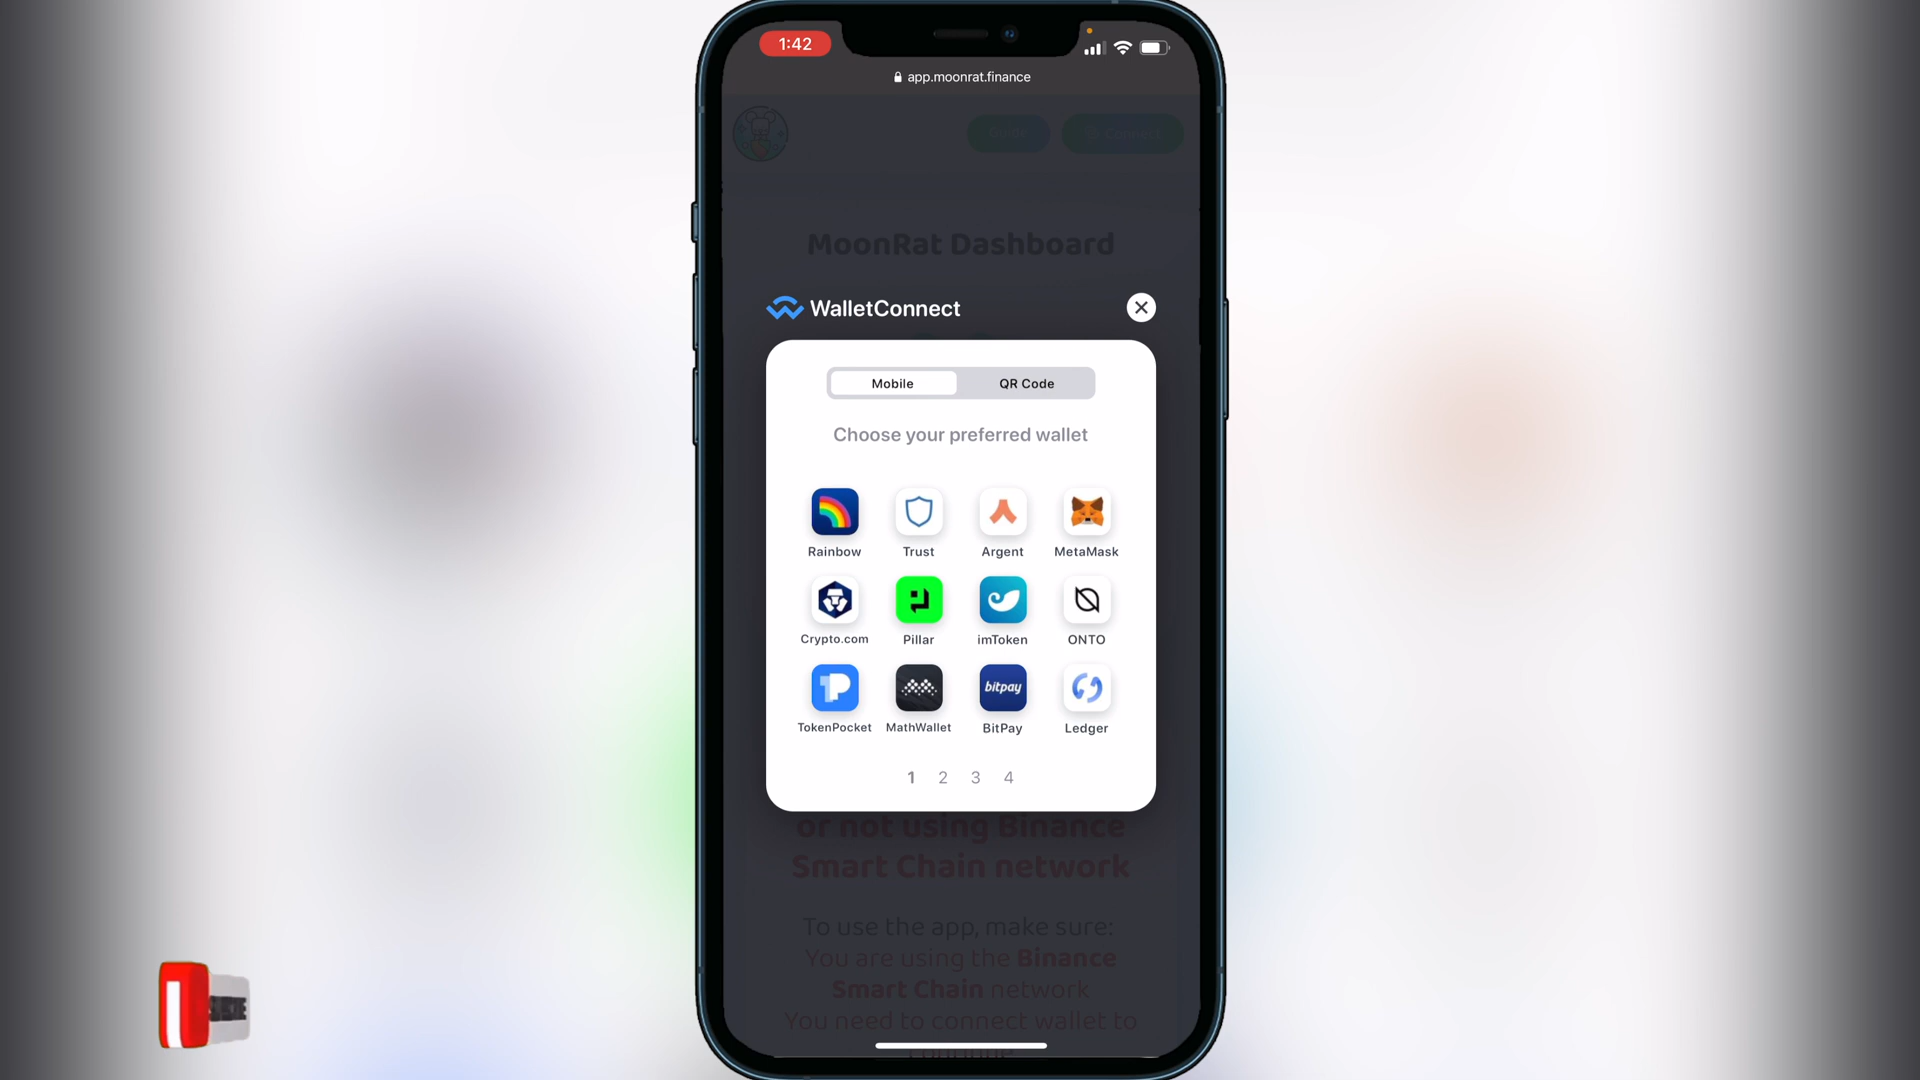 1:42
app.moonrat.finance
MoonRat Dashboard
WalletConnect
Mobile QR Code
Choose your preferred wallet
Rainbow Trust Argent MetaMask
Crypto.com Pillar imToken ONTO
bitpay
TokenPocket MathWallet BitPay Ledger
1 2 3 4
or not using Binance
Smart Chain network
To use the app, make sure:
You are using the Binance
Smart Chain network
You need to connect wallet to